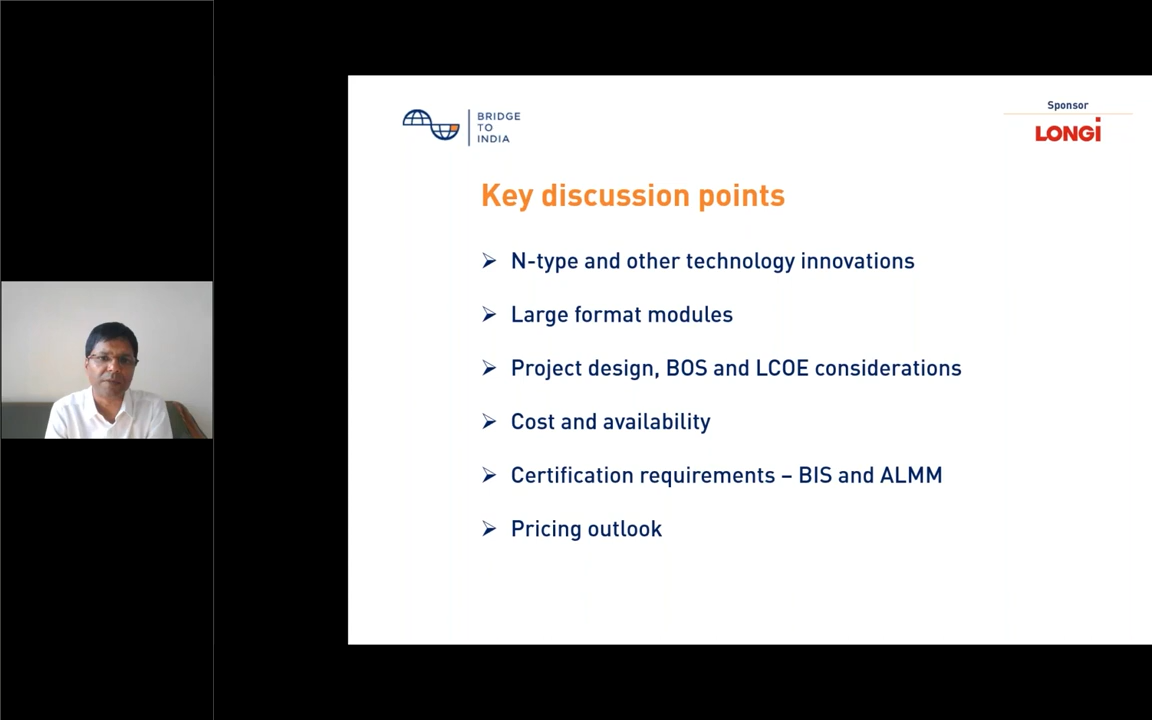 BRIDGE
TO
INDIA
Sponsor
LONGi
Key discussion points
N-type and other technology innovations
Large format modules
Project design, BOS and LCOE considerations
Cost and availability
Certification requirements – BIS and ALMM
Pricing outlook